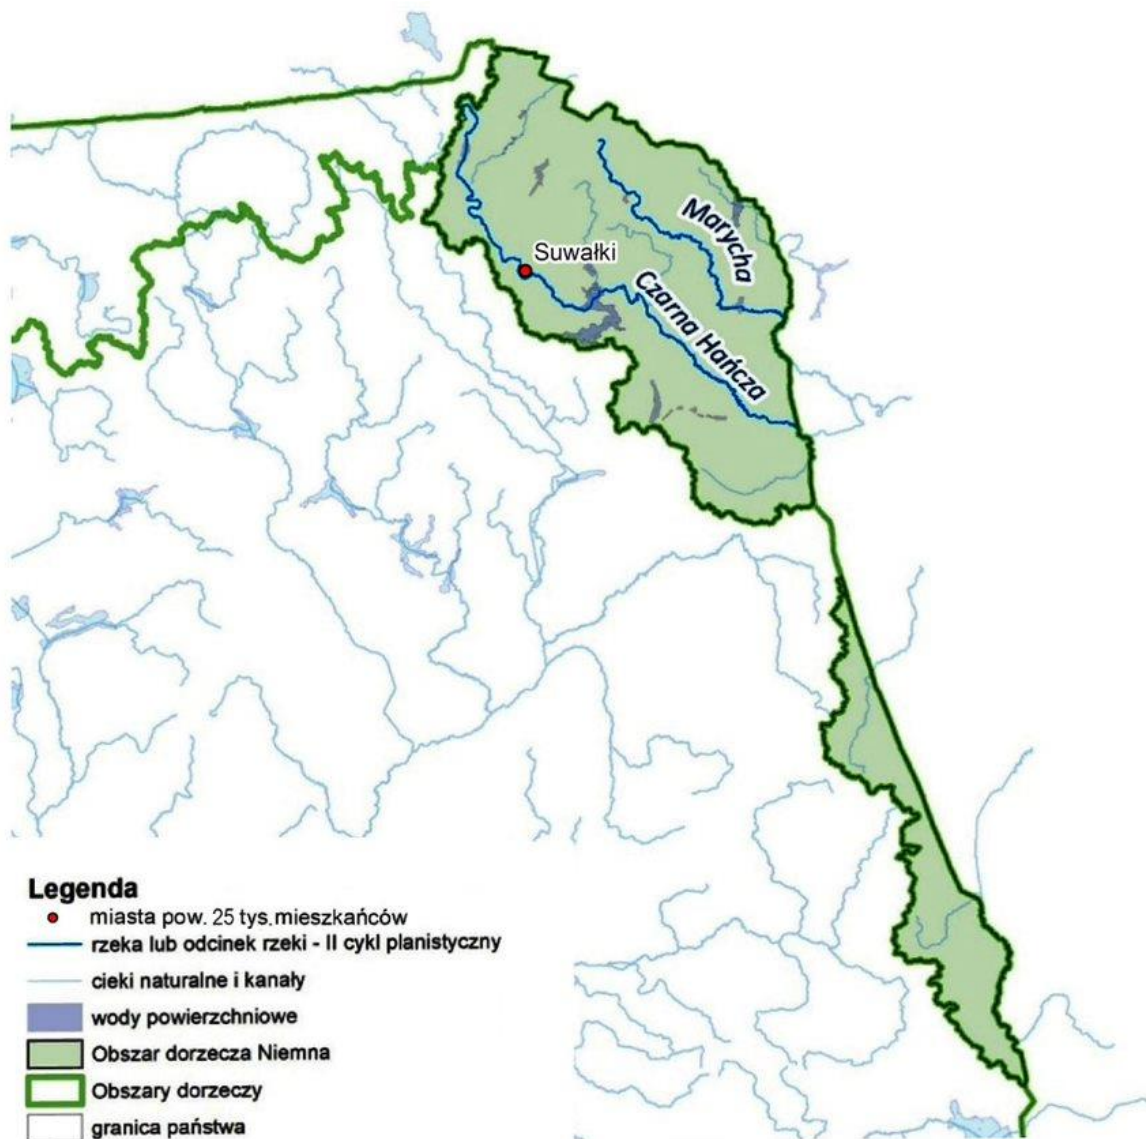 Marycha
Suwałki
Czarna Hańcza
Legenda
miasta pow. 25 tys.mieszkańców
rzeka lub odcinek rzeki - II cykl planistyczny
cieki naturalne i kanały
wody powierzchniowe
Obszar dorzecza Niemna
Obszary dorzeczy
granica państwa